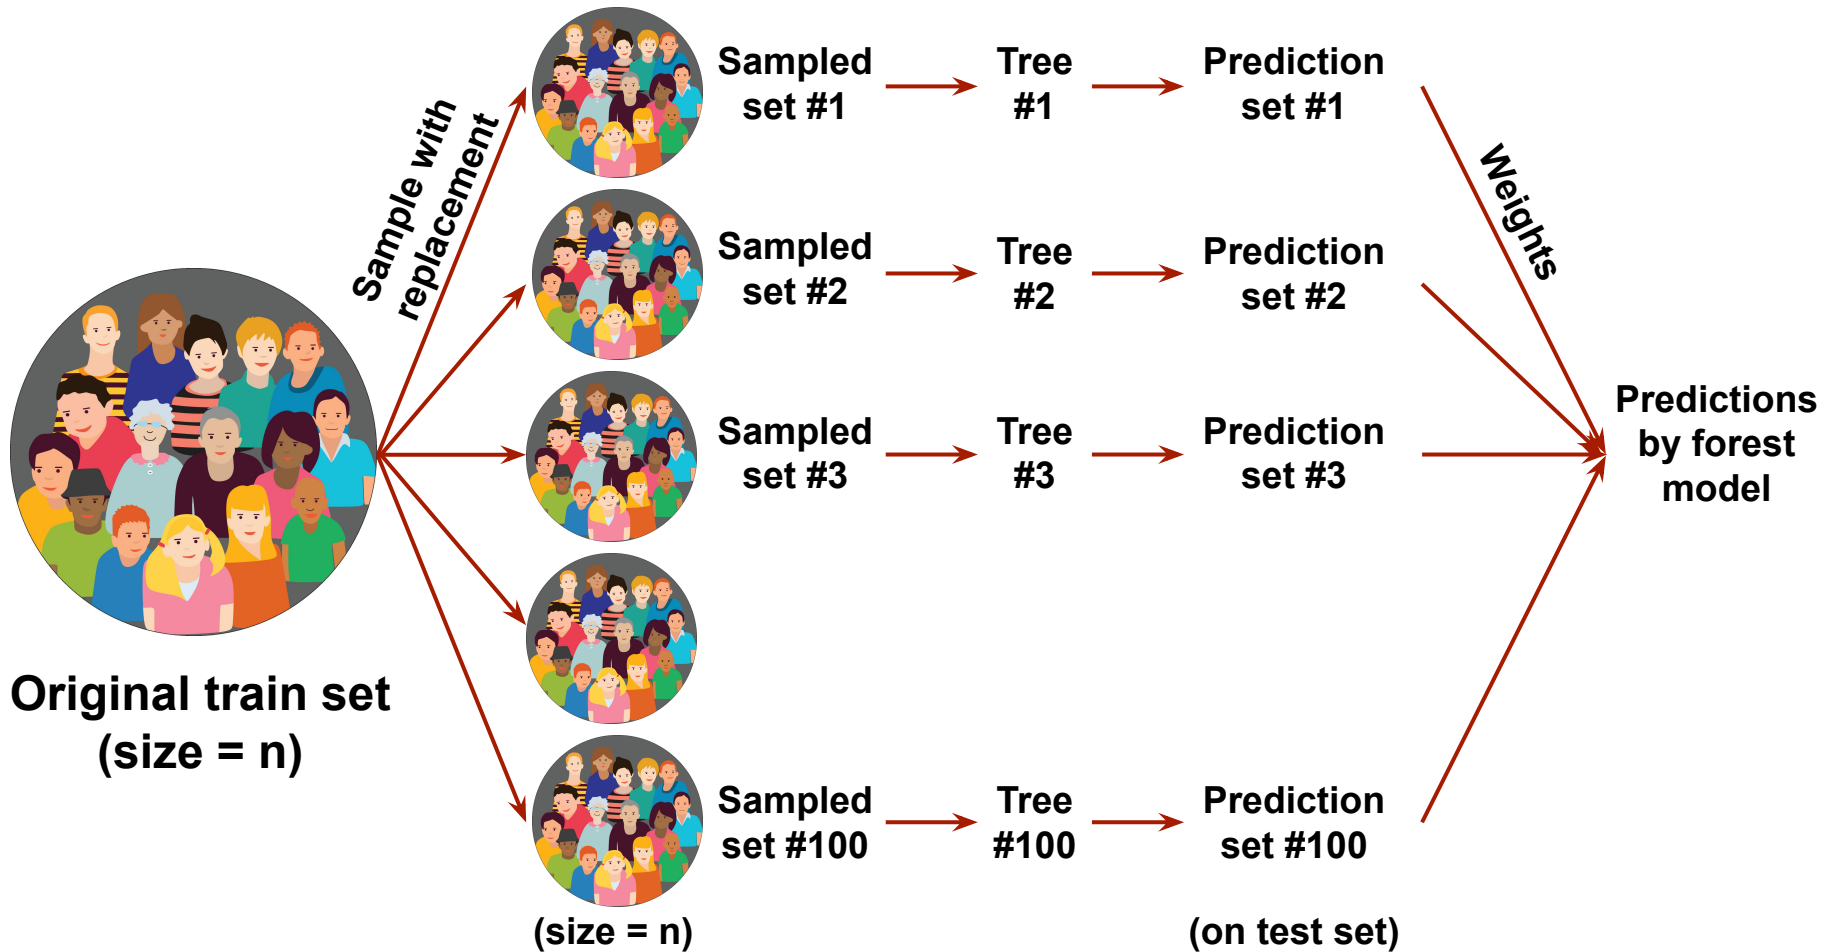 Sample with
replacement
Original train set
(size = n)
Sampled
set #1
Tree
#1
Prediction
set #1
Sampled
set #2
Tree
#2
Prediction
set #2
Sampled
set #3
Tree
#3
Prediction
set #3
Sampled
set #100
Tree
#100
Prediction
set #100
(size = n)
(on test set)
Weights
Predictions
by forest
model